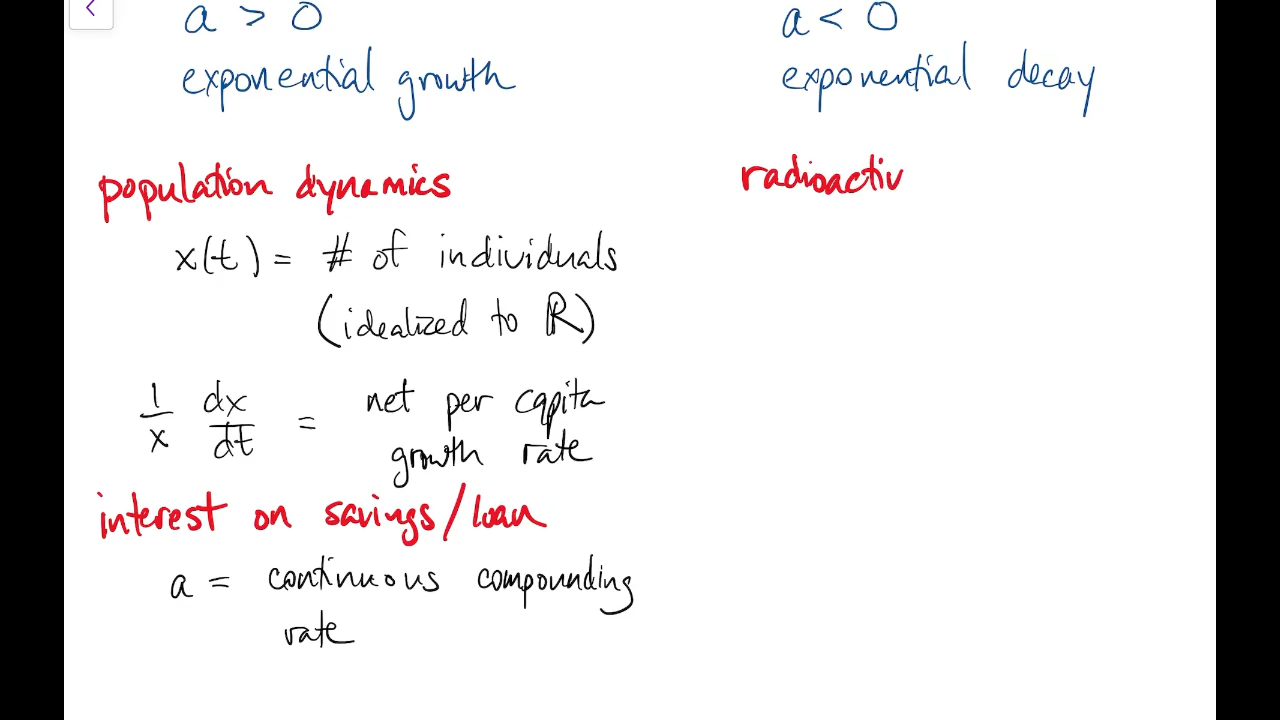 a > 0
exponential growth
population dynamics
x(t) = # of individuals
(idealized to ℝ)
1/x dx/dt = net per capita
growth rate
interest on savings/loan
a = continuous compounding
rate
a < 0
exponential decay
radioactiv